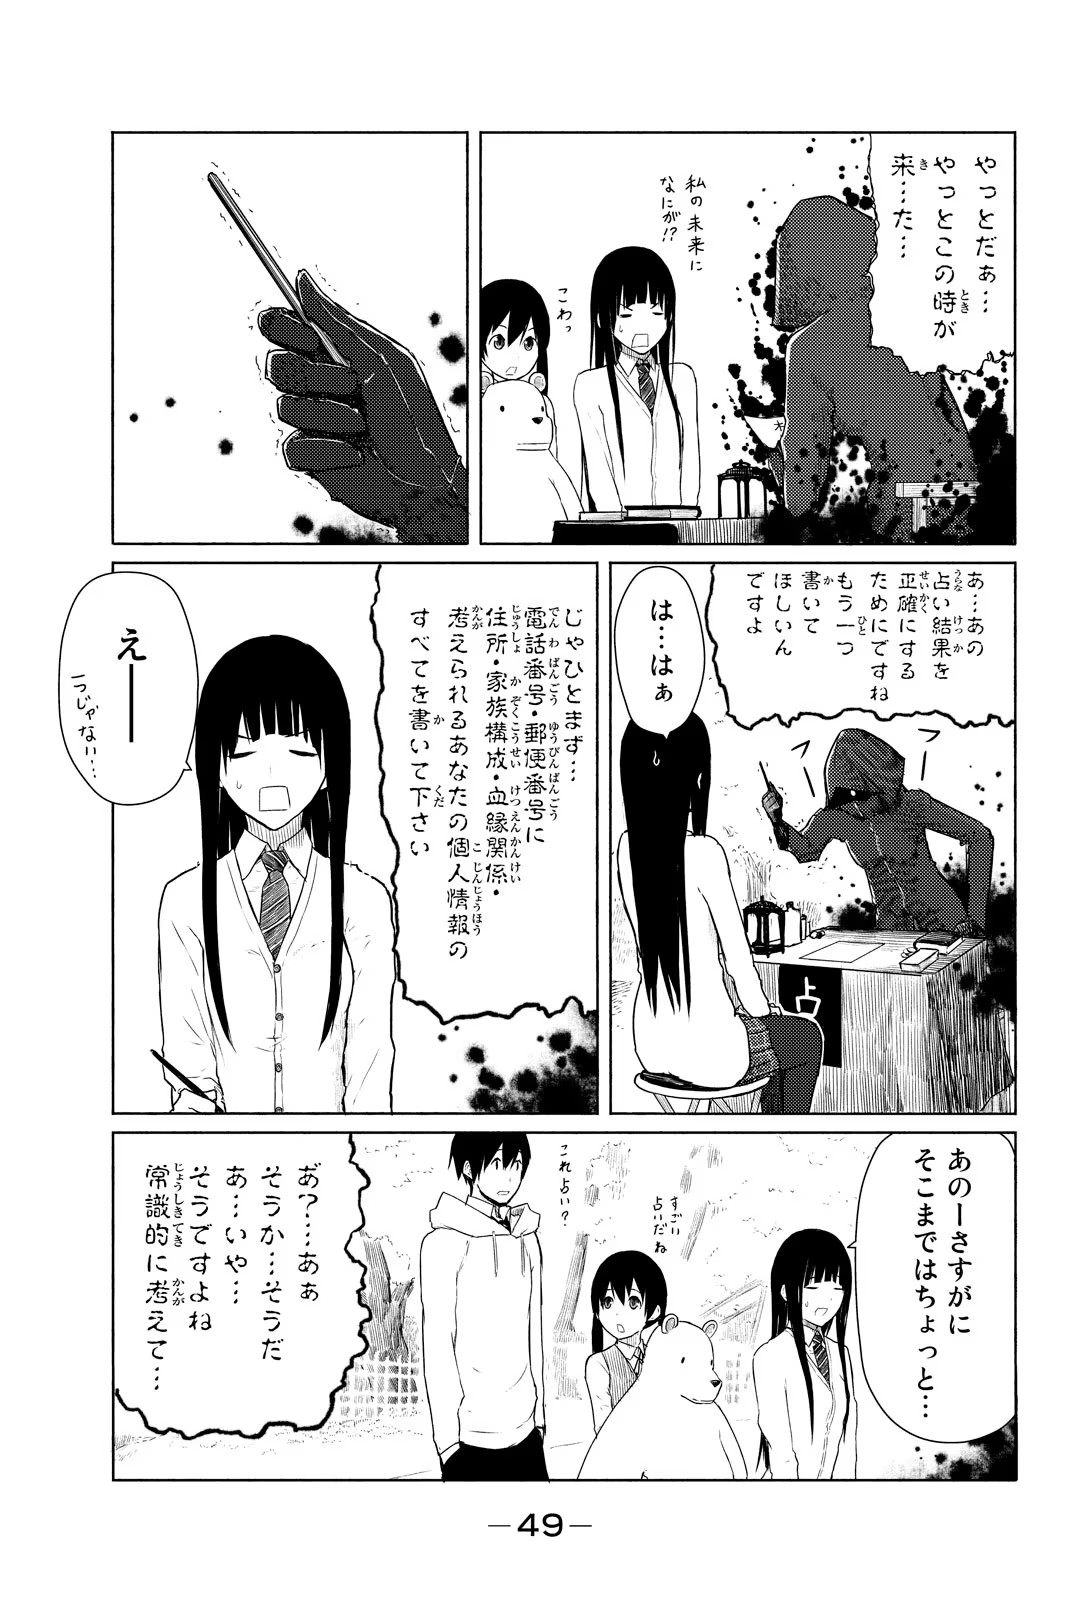 やっとだぁ…
やっとこの時が
来…た…
私の未来に
なにが!?
こわっ
あ…あの
占い結果を
正確にする
ためにですね
もう一つ
書いて
ほしいん
ですよ
は…はぁ
フー
フー
占
じゃひとまず…
電話番号・郵便番号に
住所・家族構成・血縁関係・
考えられるあなたの個人情報の
すべてを書いて下さい
えーー
一つじゃない…
あのーさすがに
そこまではちょっと…
すごい
占いだね
これ占い?
あ?…あぁ
そうか…そうだ
あ…いや…
そうですよね
常識的に考えて…
—49—